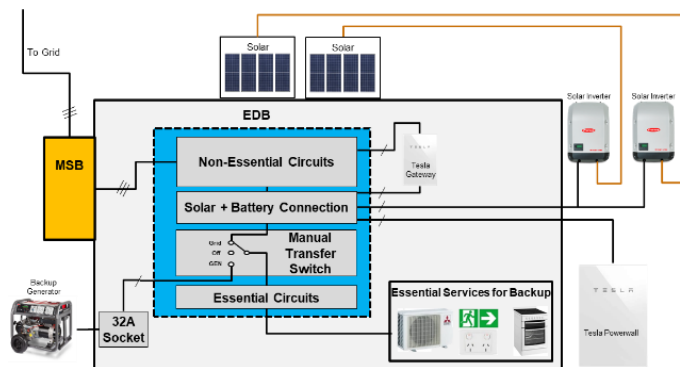 To Grid
Solar
Solar
Solar Inverter
Solar Inverter
EDB
MSB
Non-Essential Circuits
TESLA
Tesla
Gateway
Solar + Battery Connection
Grid
Off
GEN
Manual
Transfer
Switch
Backup
Generator
32A
Socket
Essential Circuits
Essential Services for Backup
TESLA
Tesla Powerwall